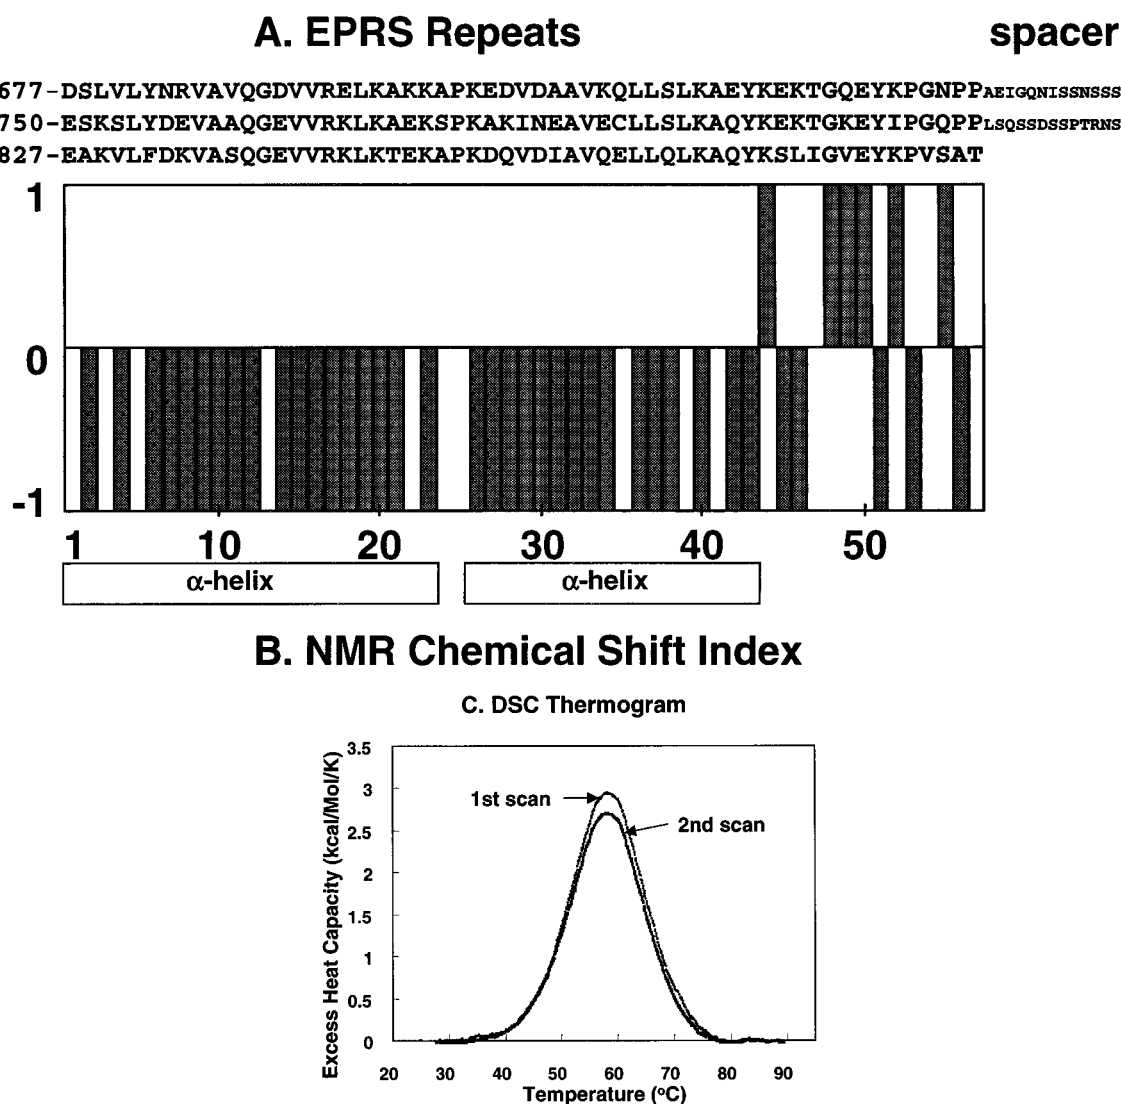 A. EPRS Repeats spacer
677-DSLVLYNRVAVQGDVVRELKAKKAPKEDVDAAVKQLLSLKAEYKEKTGQEYKPGNPPAEIGQNISSNSSS
750-ESKSLYDEVAAQGEVVRKLKAEKSPKAKINEAVECLLSLKAQYKEKTGKEYIPGQPPLSQSSDSSPTRNS
827-EAKVLFDKVASQGEVVRKLKTEKAPKDQVDIAVQELLQLKAQYKSLIGVEYKPVSAT
1
0
-1
1 10 20 30 40 50
α-helix α-helix
B. NMR Chemical Shift Index
C. DSC Thermogram
Excess Heat Capacity (kcal/Mol/K)
3.5
3
2.5
2
1.5
1
0.5
0
1st scan
2nd scan
20 30 40 50 60 70 80 90
Temperature (°C)